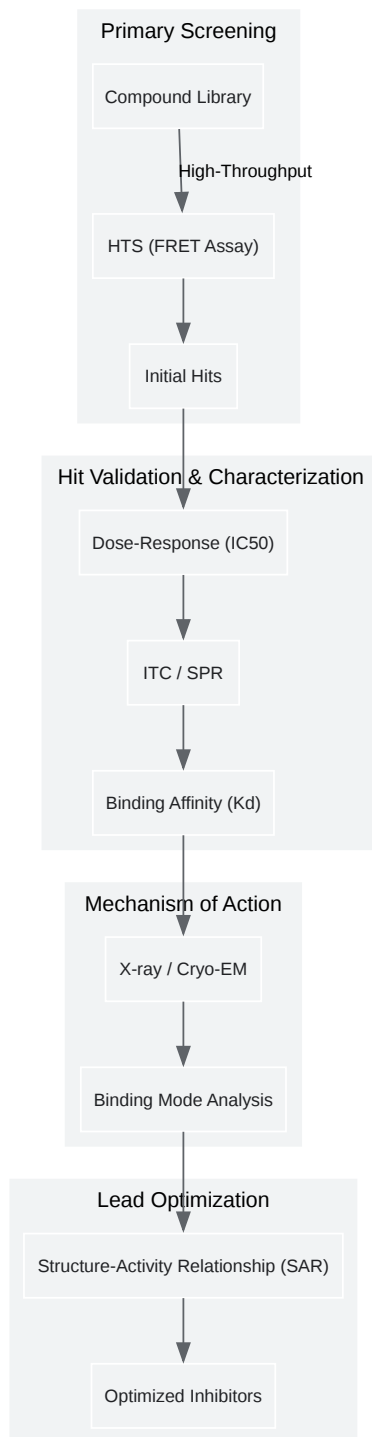 Primary Screening
Compound Library
High-Throughput
HTS (FRET Assay)
Initial Hits
Hit Validation & Characterization
Dose-Response (IC50)
ITC / SPR
Binding Affinity (Kd)
Mechanism of Action
X-ray / Cryo-EM
Binding Mode Analysis
Lead Optimization
Structure-Activity Relationship (SAR)
Optimized Inhibitors